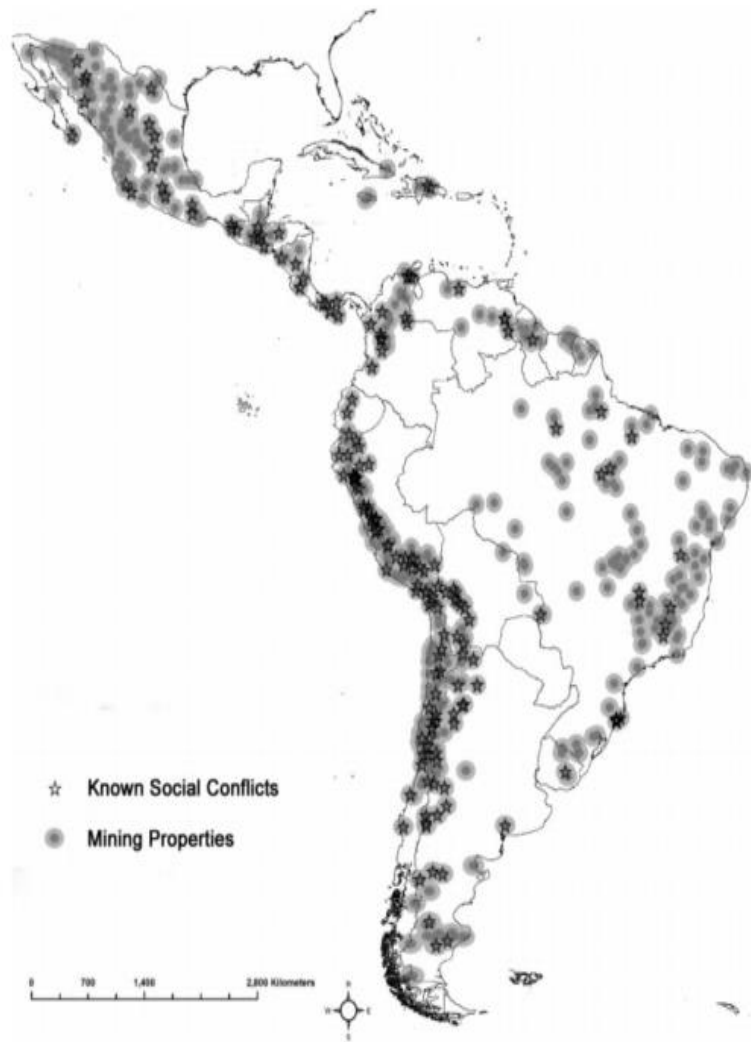 Known Social Conflicts
Mining Properties
0 700 1,400 2,800 Kilometers
N
W E
S